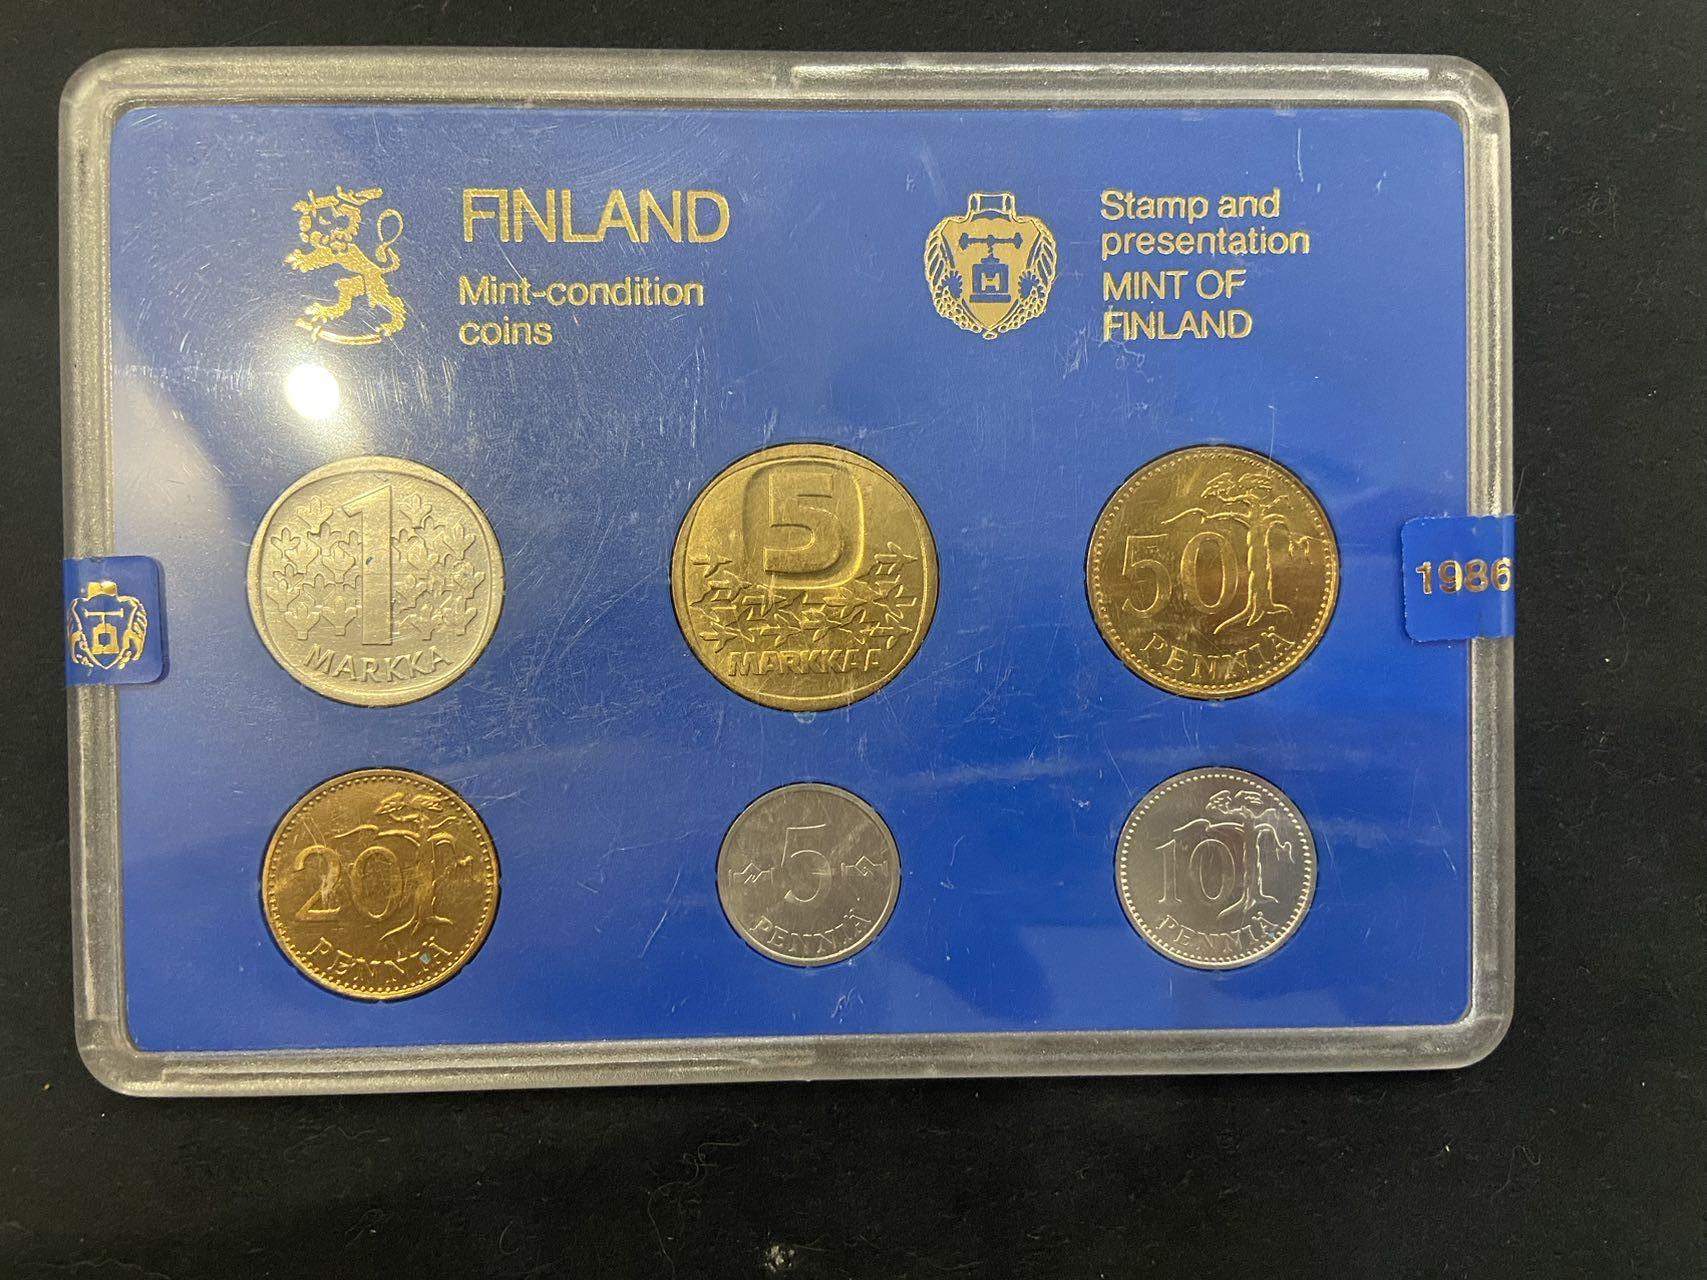 FINLAND
Mint-condition
coins
Stamp and
presentation
MINT OF
FINLAND
H
1
MARKKA
5
MARKKAA
50
PENNIÄ
1986
20
PENNIÄ
5
PENNIÄ
10
PENNIÄ